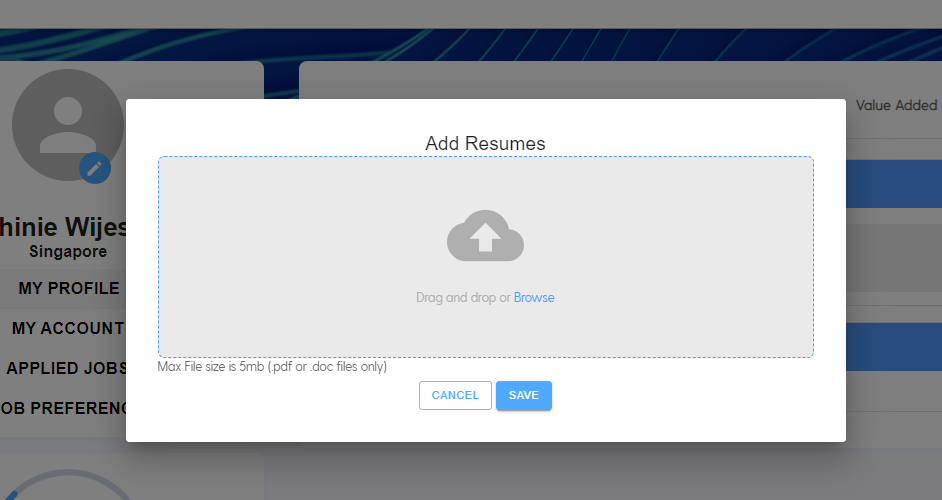 Value Added
Add Resumes
hinie Wijes
Singapore
MY PROFILE
MY ACCOUNT
APPLIED JOBS
OB PREFERENC
Drag and drop or Browse
Max File size is 5mb (.pdf or .doc files only)
CANCEL SAVE